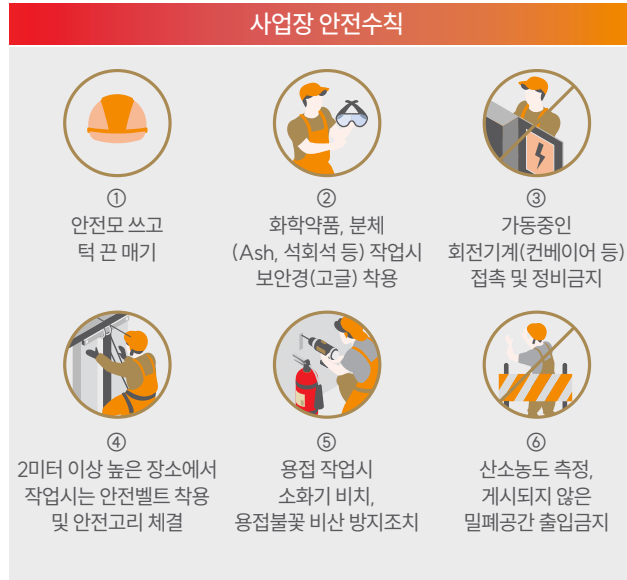 사업장 안전수칙
①
안전모 쓰고
턱 끈 매기
②
화학약품, 분체
(Ash, 석회석 등) 작업시
보안경(고글) 착용
③
가동중인
회전기계(컨베이어 등)
접촉 및 정비금지
④
2미터 이상 높은 장소에서
작업시는 안전벨트 착용
및 안전고리 체결
⑤
용접 작업시
소화기 비치,
용접불꽃 비산 방지조치
⑥
산소농도 측정,
게시되지 않은
밀폐공간 출입금지